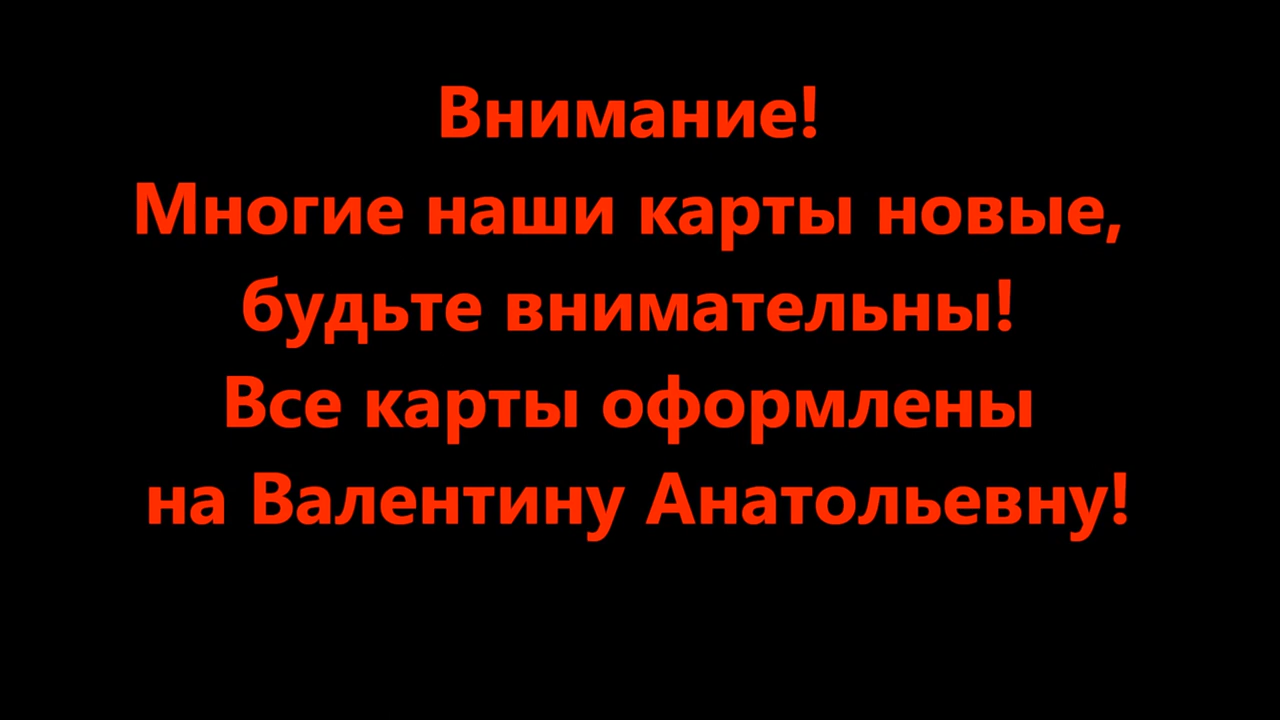 Внимание!
Многие наши карты новые,
будьте внимательны!
Все карты оформлены
на Валентину Анатольевну!